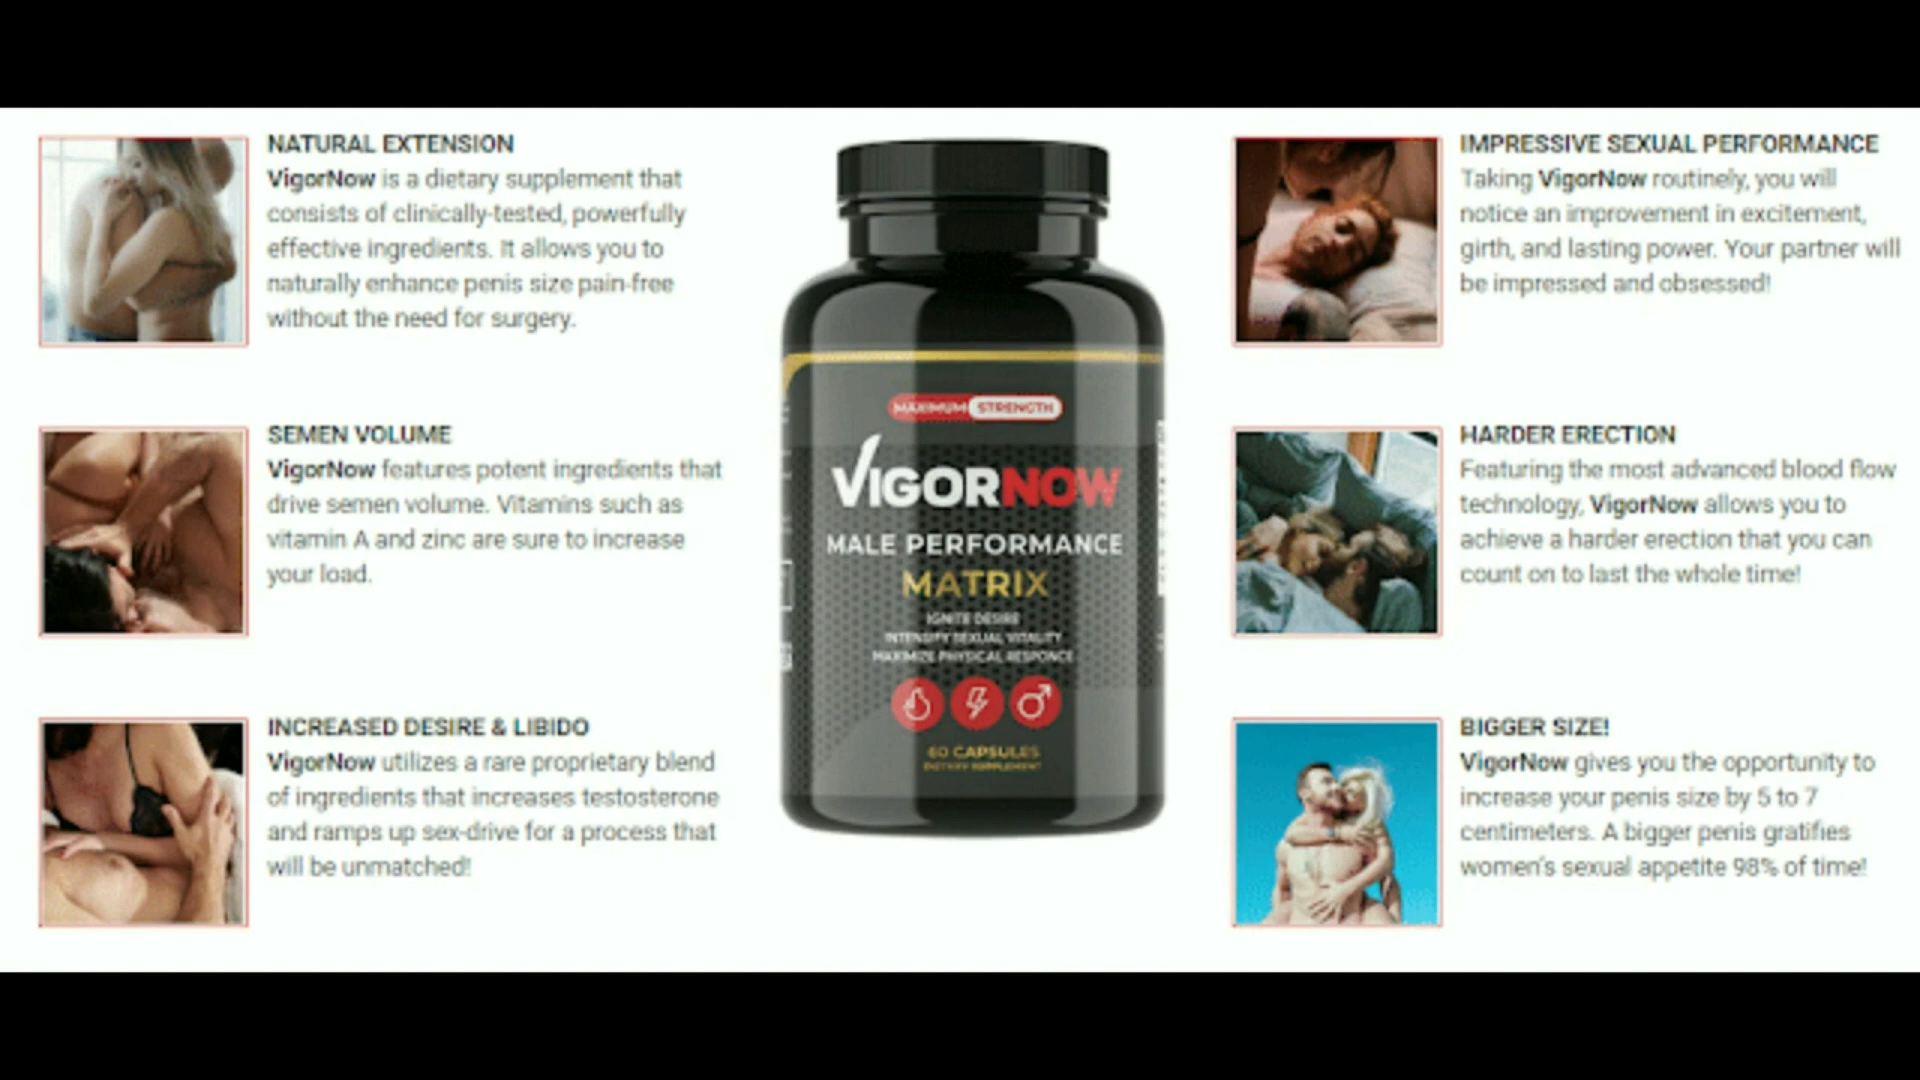 NATURAL EXTENSION
VigorNow is a dietary supplement that
consists of clinically-tested, powerfully
effective ingredients. It allows you to
naturally enhance penis size pain-free
without the need for surgery.
SEMEN VOLUME
VigorNow features potent ingredients that
drive semen volume. Vitamins such as
vitamin A and zinc are sure to increase
your load.
INCREASED DESIRE & LIBIDO
VigorNow utilizes a rare proprietary blend
of ingredients that increases testosterone
and ramps up sex-drive for a process that
will be unmatched!
MAXIMUM STRENGTH
VIGORNOW
MALE PERFORMANCE
MATRIX
IGNITE DESIRE
INTENSIFY SEXUAL VITALITY
MAXIMIZE PHYSICAL RESPONCE
60 CAPSULES
DIETARY SUPPLEMENT
IMPRESSIVE SEXUAL PERFORMANCE
Taking VigorNow routinely, you will
notice an improvement in excitement,
girth, and lasting power. Your partner will
be impressed and obsessed!
HARDER ERECTION
Featuring the most advanced blood flow
technology, VigorNow allows you to
achieve a harder erection that you can
count on to last the whole time!
BIGGER SIZE!
VigorNow gives you the opportunity to
increase your penis size by 5 to 7
centimeters. A bigger penis gratifies
women's sexual appetite 98% of time!